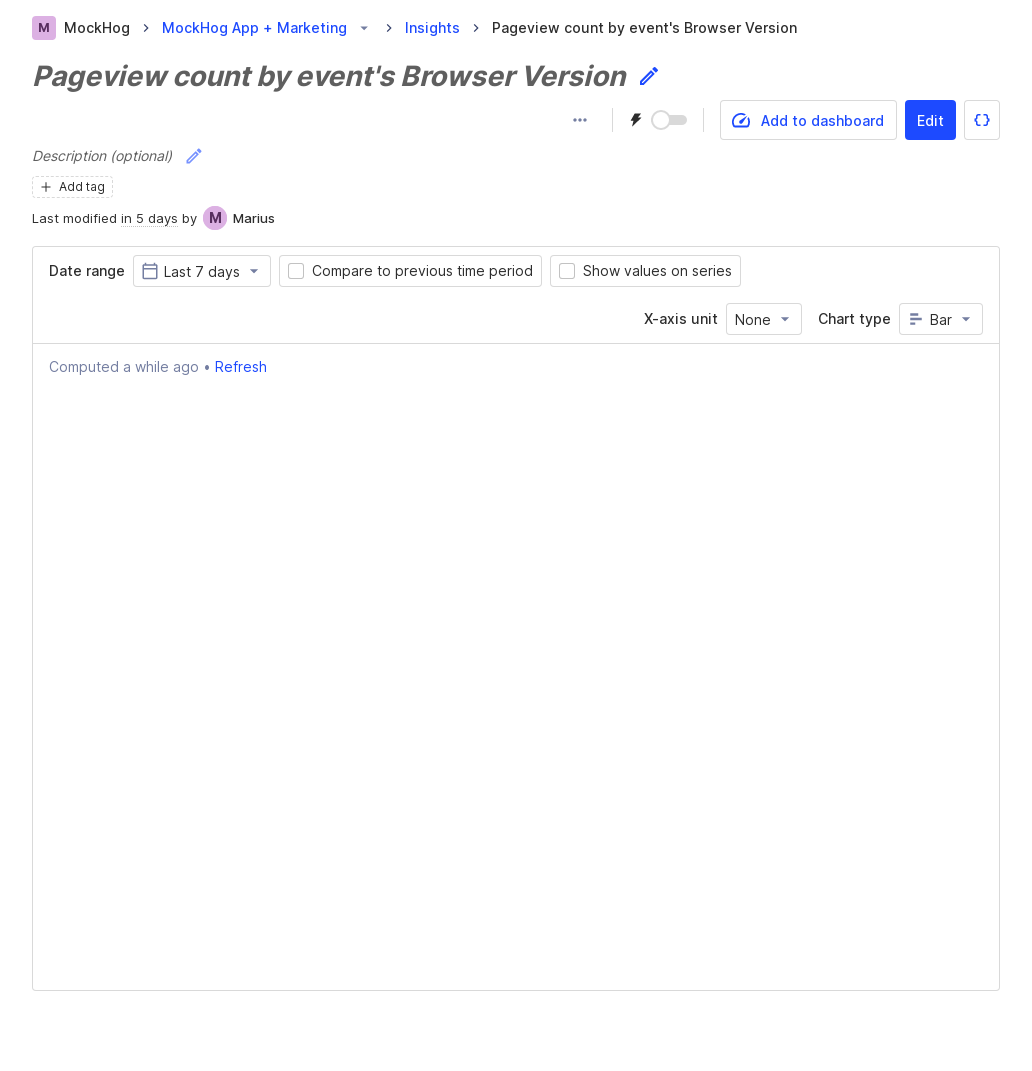 M MockHog MockHog App + Marketing Insights Pageview count by event's Browser Version
Pageview count by event's Browser Version
Add to dashboard Edit {}
Description (optional)
Add tag
Last modified in 5 days by M Marius
Date range Last 7 days Compare to previous time period Show values on series
X-axis unit None Chart type Bar
Computed a while ago • Refresh